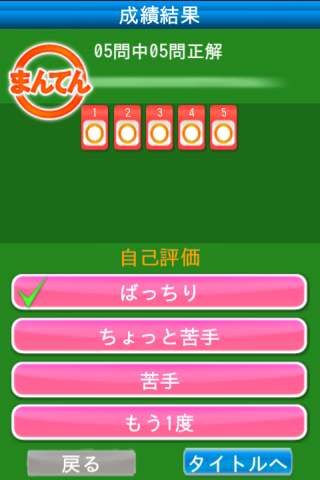 成績結果
05問中05問正解
まんてん
1 2 3 4 5
自己評価
ばっちり
ちょっと苦手
苦手
もう1度
戻る タイトルへ